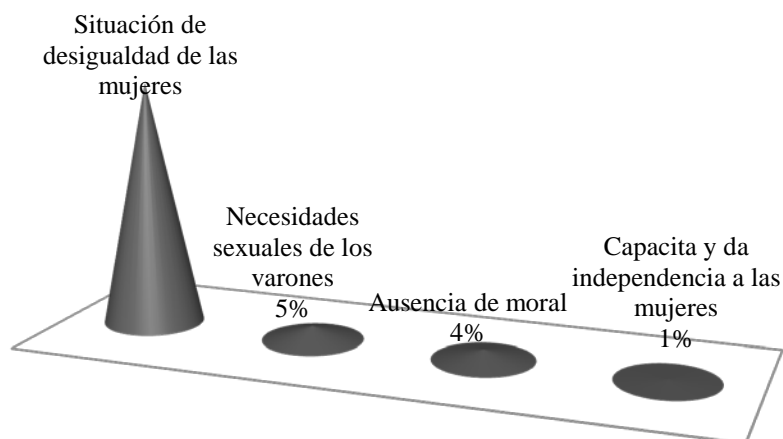 Situación de
desigualdad de las
mujeres
Necesidades
sexuales de los
varones
5%
Ausencia de moral
4%
Capacita y da
independencia a las
mujeres
1%